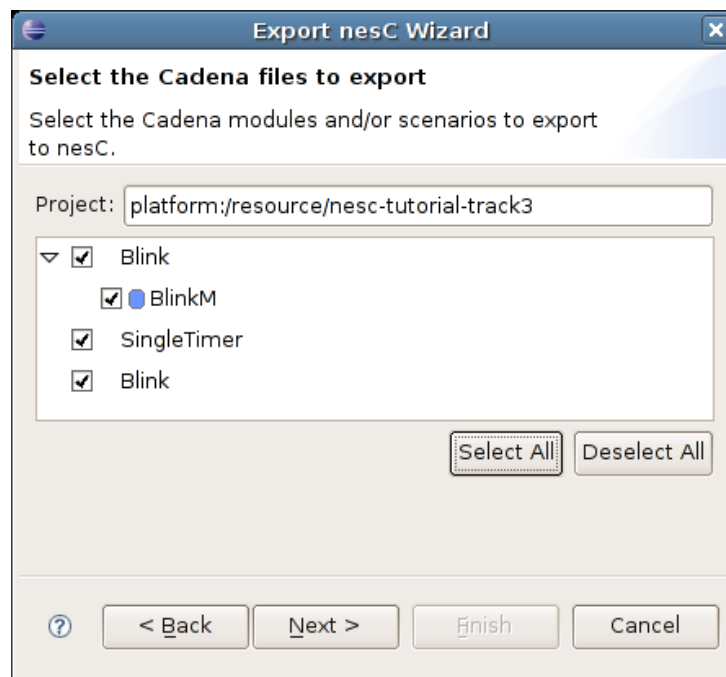 Export nesC Wizard
Select the Cadena files to export
Select the Cadena modules and/or scenarios to export
to nesC.
Project: platform:/resource/nesc-tutorial-track3
Blink
BlinkM
SingleTimer
Blink
Select All Deselect All
< Back Next > Finish Cancel